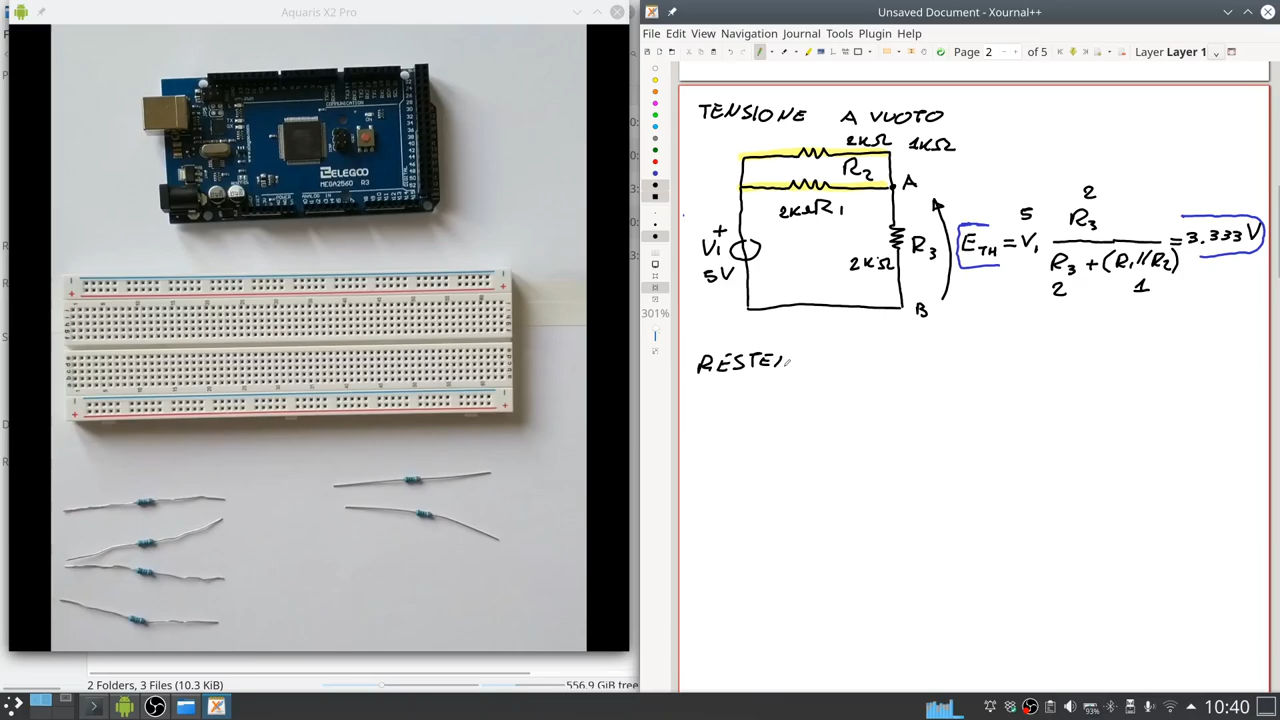 Aquaris X2 Pro
Unsaved Document - Xournal++
File Edit View Navigation Journal Tools Plugin Help
Page 2 of 5 Layer Layer 1
TENSIONE A VUOTO
2KΩ 1KΩ
R2
A
2KΩ R1
+
V1
5V
R3
2KΩ
B
5 2
ETH = V1 R3 / R3 + (R1//R2) = 3.333 V
2 1
RESTE
301%
COMMUNICATION
ELEGOO
MEGA2560 R3
2 Folders, 3 Files (10.3 KiB)
556.9 GiB free
93%
10:40